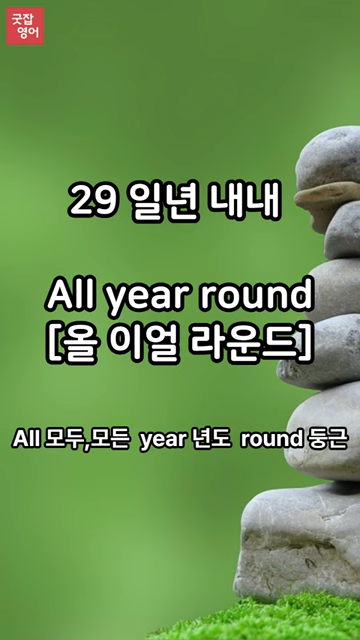 굿잡
영어
29 일년 내내
All year round
[올 이얼 라운드]
All 모두,모든 year 년도 round 둥근